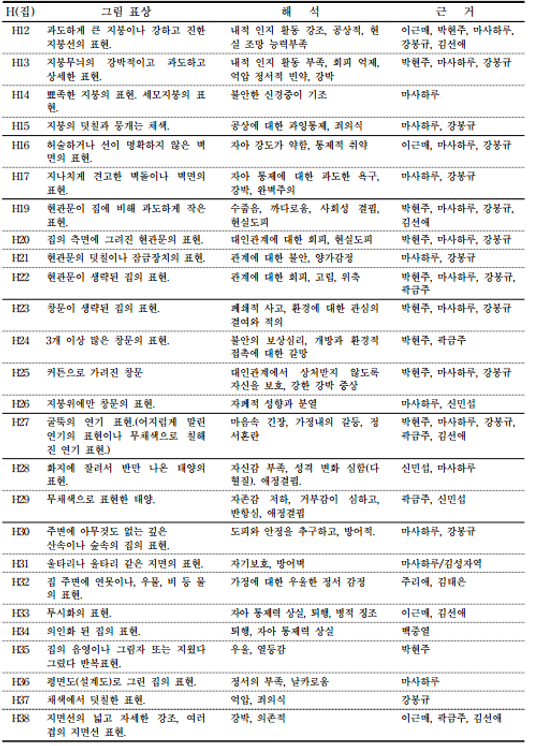 H(집) 그림 표상 해 석 근 거
H12 과도하게 큰 지붕이나 강하고 진한 내적 인지 활동 강조, 공상적, 현 이근매, 박현주, 마사하루,
지붕선의 표현. 실 조망 능력부족 강봉규, 김선애
H13 지붕무늬의 강박적이고 과도하고 내적 인지 활동 부족, 회피 억제, 박현주, 마사하루, 강봉규
상세한 표현. 억압 정서적 빈약, 강박
H14 뾰족한 지붕의 표현. 세모지붕의 표 불안한 신경증이 기조 마사하루
현.
H15 지붕의 덧칠과 뭉개는 채색. 공상에 대한 과잉통제, 죄의식 마사하루, 강봉규
H16 허술하거나 선이 명확하지 않은 벽 자아 강도가 약함, 통제적 취약 이근매, 마사하루, 강봉규
면의 표현.
H17 지나치게 견고한 벽돌이나 벽면의 자아 통제에 대한 과도한 욕구, 마사하루, 강봉규
표현. 강박, 완벽주의
H19 현관문이 집에 비해 과도하게 작은 수줍음, 까다로움, 사회성 결핍, 박현주, 마사하루, 강봉규,
표현. 현실도피 김선애
H20 집의 측면에 그려진 현관문의 표현. 대인관계에 대한 회피, 현실도피 박현주, 마사하루, 강봉규
H21 현관문의 덧칠이나 잠금장치의 표현. 관계에 대한 불안, 양가감정 마사하루, 강봉규
H22 현관문이 생략된 집의 표현. 관계에 대한 회피, 고립, 위축 박현주, 마사하루, 강봉규,
곽금주
H23 창문이 생략된 집의 표현. 폐쇄적 사고, 환경에 대한 관심의 박현주, 마사하루, 강봉규
결여와 적의
H24 3개 이상 많은 창문의 표현. 불안의 보상심리, 개방과 환경적 박현주, 곽금주
접촉에 대한 갈망
H25 커튼으로 가려진 창문 대인관계에서 상처받지 않도록 박현주, 마사하루, 강봉규
자신을 보호, 강한 강박 증상
H26 지붕위에만 창문의 표현. 자폐적 성향과 분열 마사하루, 신민섭
H27 굴뚝의 연기 표현.(어지럽게 말린 마음속 긴장, 가정내의 갈등, 정 박현주, 마사하루, 강봉규,
연기의 표현이나 무채색으로 칠해 서혼란 곽금주, 김선애
진 연기 표현.)
H28 화지에 잘려서 반만 나온 태양의 자신감 부족, 성격 변화 심함(다 신민섭, 마사하루
표현. 혈질). 애정결핍.
H29 무채색으로 표현한 태양. 자존감 저하, 거부감이 심하고, 곽금주, 신민섭
반항심, 애정결핍
H30 주변에 아무것도 없는 깊은 도피와 안정을 추구하고, 방어적. 마사하루, 강봉규
산속이나 숲속의 집의 표현.
H31 울타리나 울타리 같은 지면의 표현. 자기보호, 방어벽 마사하루/김성자역
H32 집 주변에 연못이나, 우물, 비 등 물 가정에 대한 우울한 정서 감정 주리애, 김태은
의 표현.
H33 투시화의 표현. 자아 통제력 상실, 퇴행, 병적 징조 이근매, 김선애
H34 의인화 된 집의 표현. 퇴행, 자아 통제력 상실 백중열
H35 집의 음영이나 그림자 또는 지웠다 우울, 열등감 박현주
그렸다 반복표현.
H36 평면도(설계도)로 그린 집의 표현. 정서의 부족, 날카로움 마사하루
H37 채색에서 덧칠한 표현. 억압, 죄의식 강봉규
H38 지면선의 넓고 자세한 강조, 여러 강박, 의존적 이근매, 곽금주, 김선애
겹의 지면선 표현.